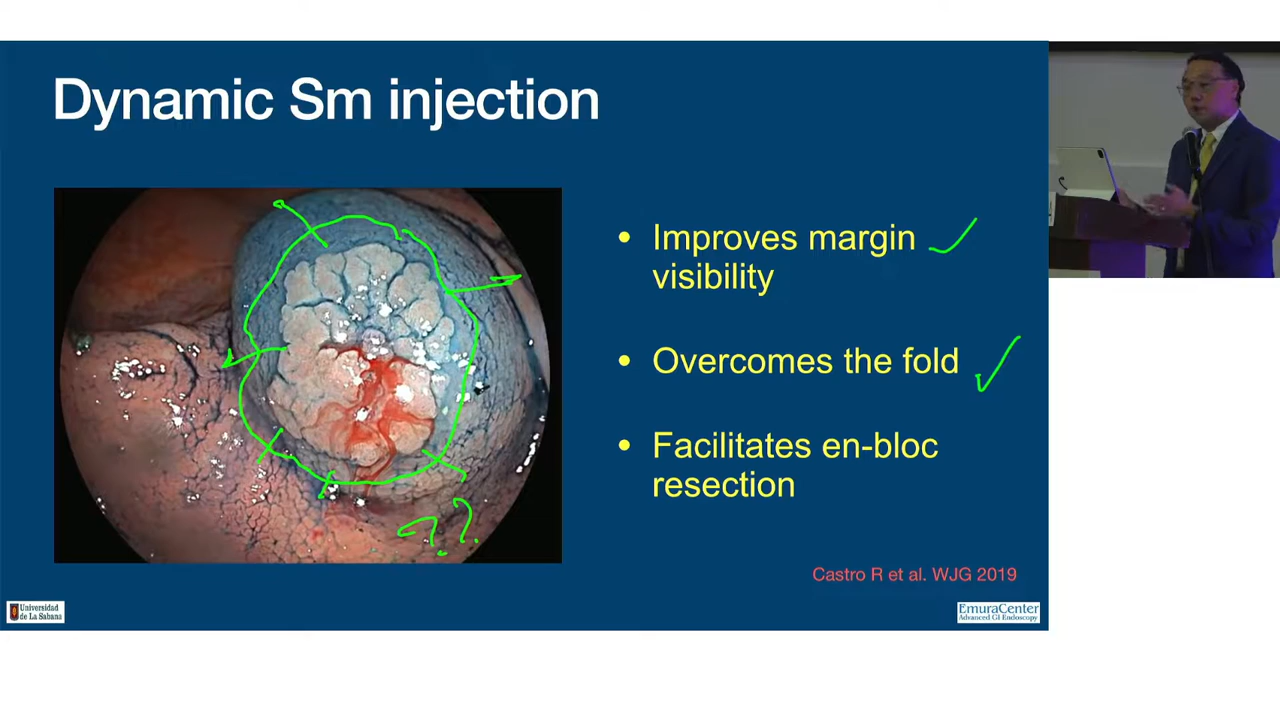 Dynamic Sm injection
• Improves margin
visibility
• Overcomes the fold
• Facilitates en-bloc
resection
??
Castro R et al. WJG 2019
Universidad
de La Sabana
EmuraCenter
Advanced GI Endoscopy